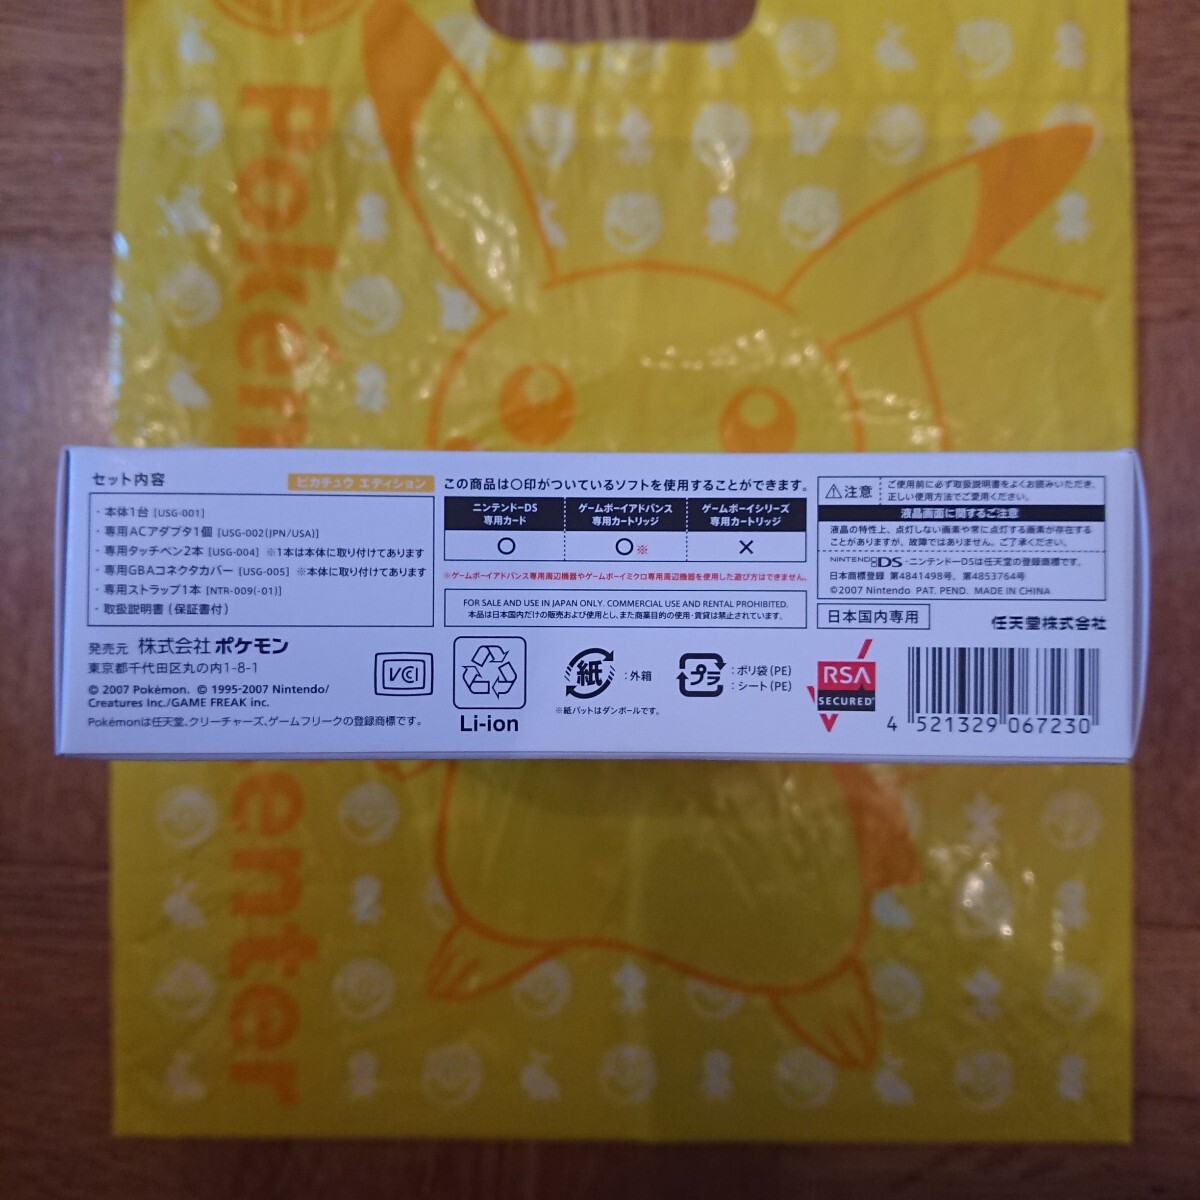 Pokémon Center
セット内容
ピカチュウ エディション
・本体1台 [USG-001]
・専用ACアダプタ1個 [USG-002(JPN/USA)]
・専用タッチペン2本 [USG-004] ※1本は本体に取り付けてあります
・専用GBAコネクタカバー [USG-005] ※本体に取り付けてあります
・専用ストラップ1本 [NTR-009(-01)]
・取扱説明書(保証書付)
発売元 株式会社 ポケモン
東京都千代田区丸の内1-8-1
© 2007 Pokémon. © 1995-2007 Nintendo/
Creatures Inc./GAME FREAK inc.
Pokémonは任天堂、クリーチャーズ、ゲームフリークの登録商標です。
VCI
この商品は○印がついているソフトを使用することができます。
ニンテンドーDS
専用カード
ゲームボーイアドバンス
専用カートリッジ
ゲームボーイシリーズ
専用カートリッジ
○
○※
×
※ゲームボーイアドバンス専用周辺機器やゲームボーイミクロ専用周辺機器を使用した遊び方はできません。
FOR SALE AND USE IN JAPAN ONLY. COMMERCIAL USE AND RENTAL PROHIBITED.
本品は日本国内だけの販売および使用とし、また商業目的の使用・賃貸は禁止されています。
Li-ion
紙
:外箱
※紙パットはダンボールです。
プラ
:ポリ袋(PE)
:シート(PE)
注意
ご使用前に必ず取扱説明書をよくお読みいただき、
正しい使用方法でご愛用ください。
液晶画面に関するご注意
液晶の特性上、点灯しない画素や常に点灯する画素が存在する
ことがありますが、故障ではありません。ご了承ください。
NINTENDO DS・ニンテンドーDSは任天堂の登録商標です。
日本商標登録 第4841498号、第4853764号
©2007 Nintendo PAT. PEND. MADE IN CHINA
日本国内専用
任天堂株式会社
RSA
SECURED
4 521329 067230